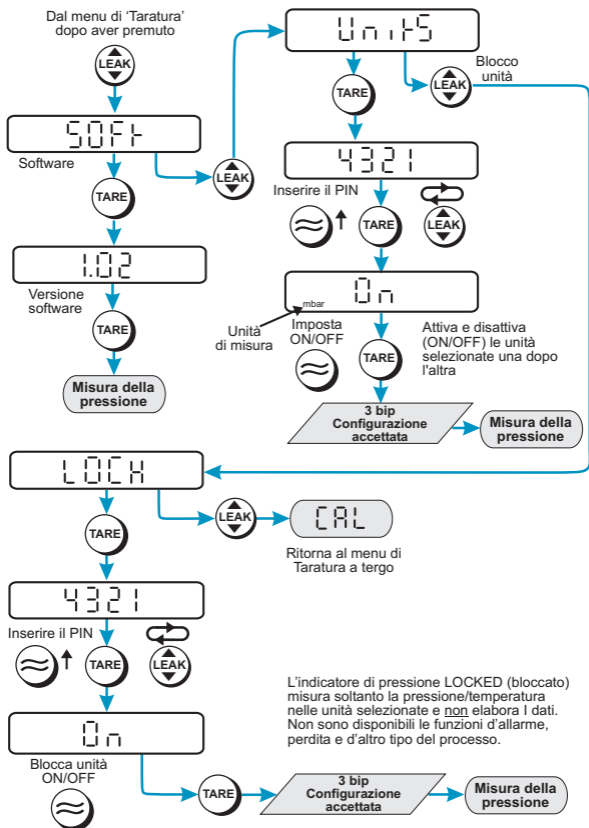 Dal menu di 'Taratura'
dopo aver premuto
LEAK
SOFt
Software
LEAK
TARE
1.02
Versione
software
TARE
Misura della
pressione
UnitS
Blocco
unità
TARE
LEAK
4321
Inserire il PIN
TARE
LEAK
On
mbar
Unità
di misura
Imposta
ON/OFF
TARE
Attiva e disattiva
(ON/OFF) le unità
selezionate una dopo
l'altra
3 bip
Configurazione
accettata
Misura della
pressione
LOCK
TARE
LEAK
CAL
Ritorna al menu di
Taratura a tergo
4321
Inserire il PIN
TARE
LEAK
On
Blocca unità
ON/OFF
L'indicatore di pressione LOCKED (bloccato)
misura soltanto la pressione/temperatura
nelle unità selezionate e non elabora I dati.
Non sono disponibili le funzioni d'allarme,
perdita e d'altro tipo del processo.
TARE
3 bip
Configurazione
accettata
Misura della
pressione